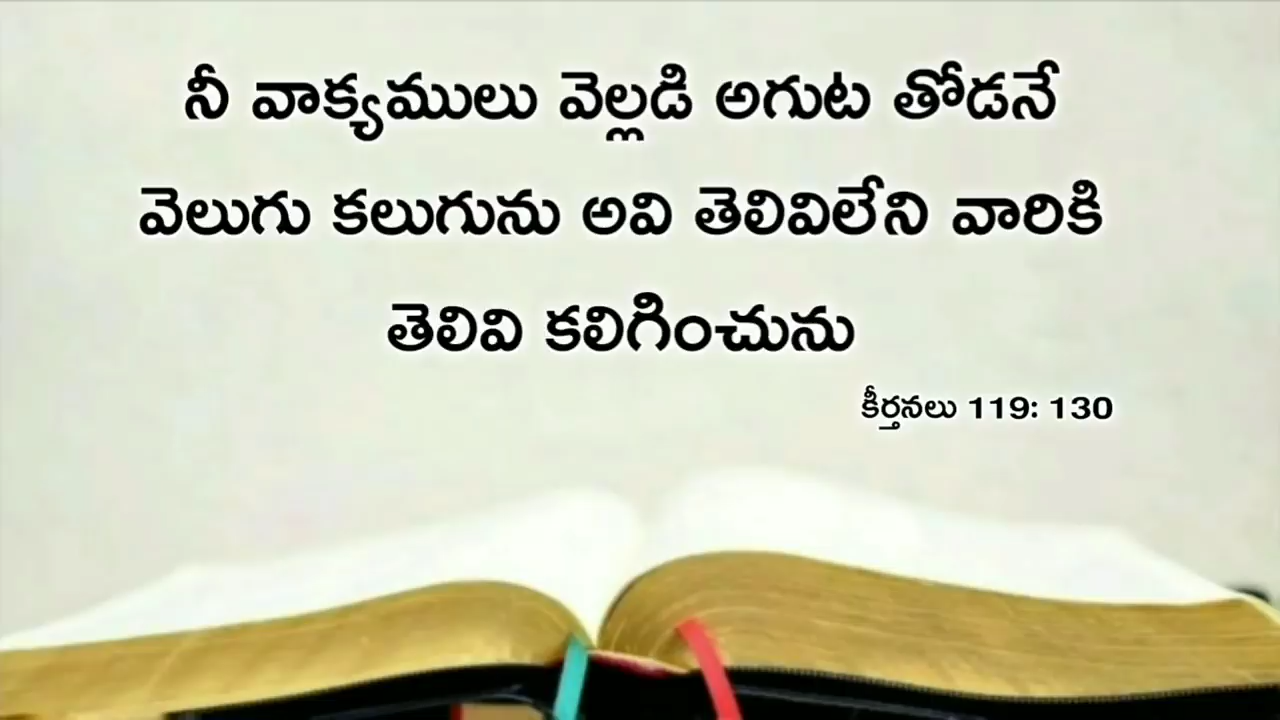 నీ వాక్యములు వెల్లడి అగుట తోడనే
వెలుగు కలుగును అవి తెలివిలేని వారికి
తెలివి కలిగించును
కీర్తనలు 119: 130